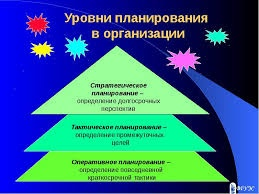 Уровни планирования
в организации
Стратегическое
планирование –
определение долгосрочных
перспектив
Тактическое планирование –
определение промежуточных
целей
Оперативное планирование –
определение повседневной
краткосрочной тактики